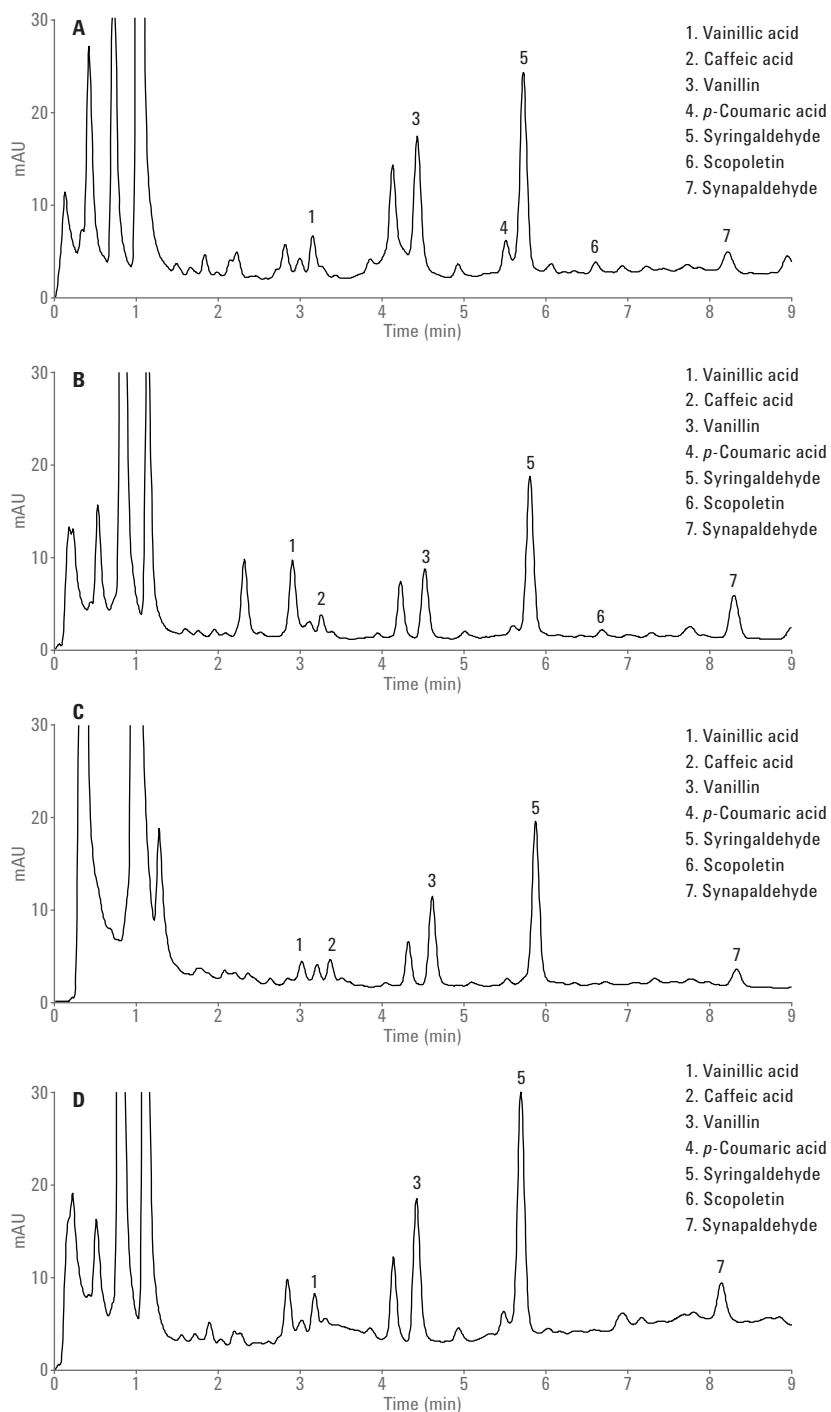 A
30
20
10
0
mAU
0 1 2 3 4 5 6 7 8 9
Time (min)
1
3
4
5
6
7
1. Vainillic acid
2. Caffeic acid
3. Vanillin
4. p-Coumaric acid
5. Syringaldehyde
6. Scopoletin
7. Synapaldehyde
B
30
20
10
0
mAU
0 1 2 3 4 5 6 7 8 9
Time (min)
1
2
3
5
6
7
1. Vainillic acid
2. Caffeic acid
3. Vanillin
4. p-Coumaric acid
5. Syringaldehyde
6. Scopoletin
7. Synapaldehyde
C
30
20
10
0
mAU
0 1 2 3 4 5 6 7 8 9
Time (min)
1
2
3
5
7
1. Vainillic acid
2. Caffeic acid
3. Vanillin
4. p-Coumaric acid
5. Syringaldehyde
6. Scopoletin
7. Synapaldehyde
D
30
20
10
0
mAU
0 1 2 3 4 5 6 7 8 9
Time (min)
1
3
5
7
1. Vainillic acid
2. Caffeic acid
3. Vanillin
4. p-Coumaric acid
5. Syringaldehyde
6. Scopoletin
7. Synapaldehyde